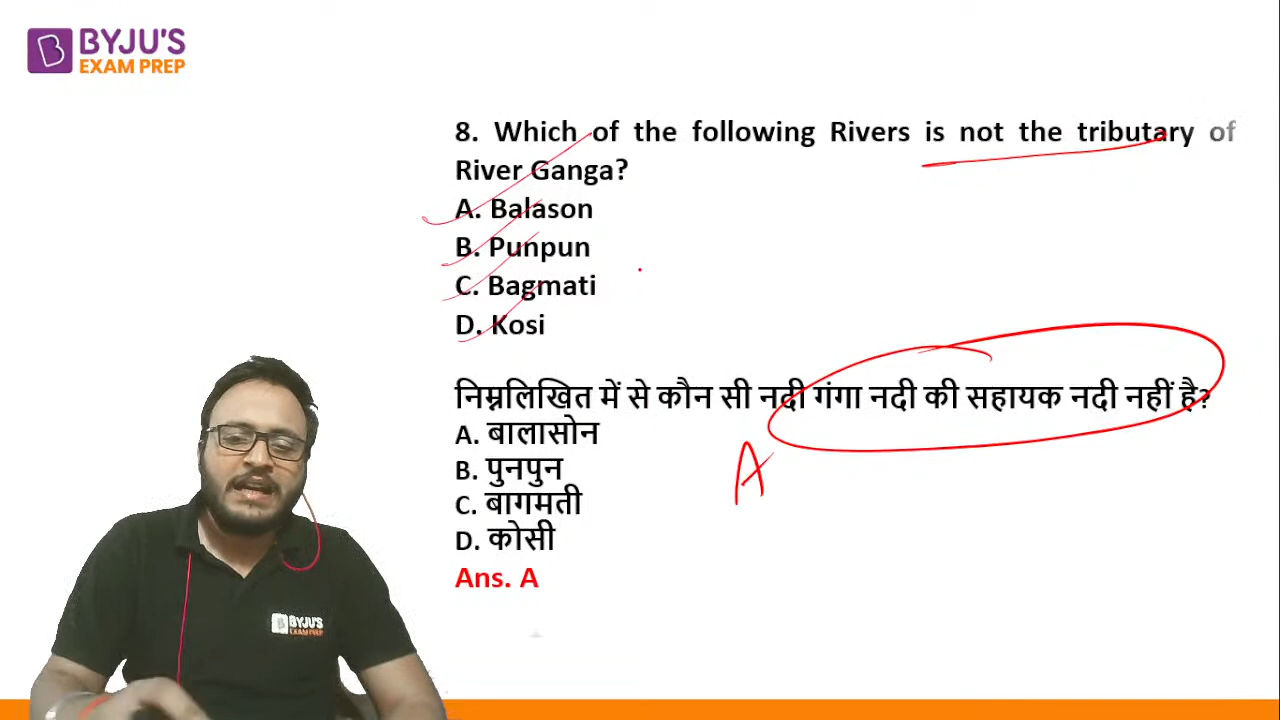 BYJU'S
EXAM PREP
8. Which of the following Rivers is not the tributary of
River Ganga?
A. Balason
B. Punpun
C. Bagmati
D. Kosi
निम्नलिखित में से कौन सी नदी गंगा नदी की सहायक नदी नहीं है?
A. बालासोन
A
B. पुनपुन
C. बागमती
D. कोसी
Ans. A
BYJU'S
EXAM PREP